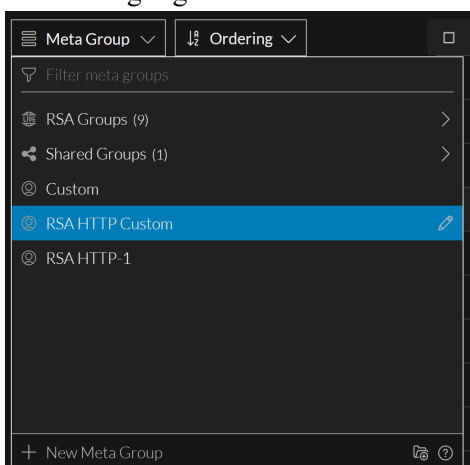 Meta Group
Ordering
Filter meta groups
LIVE RSA Groups (9)
Shared Groups (1)
Custom
RSA HTTP Custom
RSA HTTP-1
New Meta Group